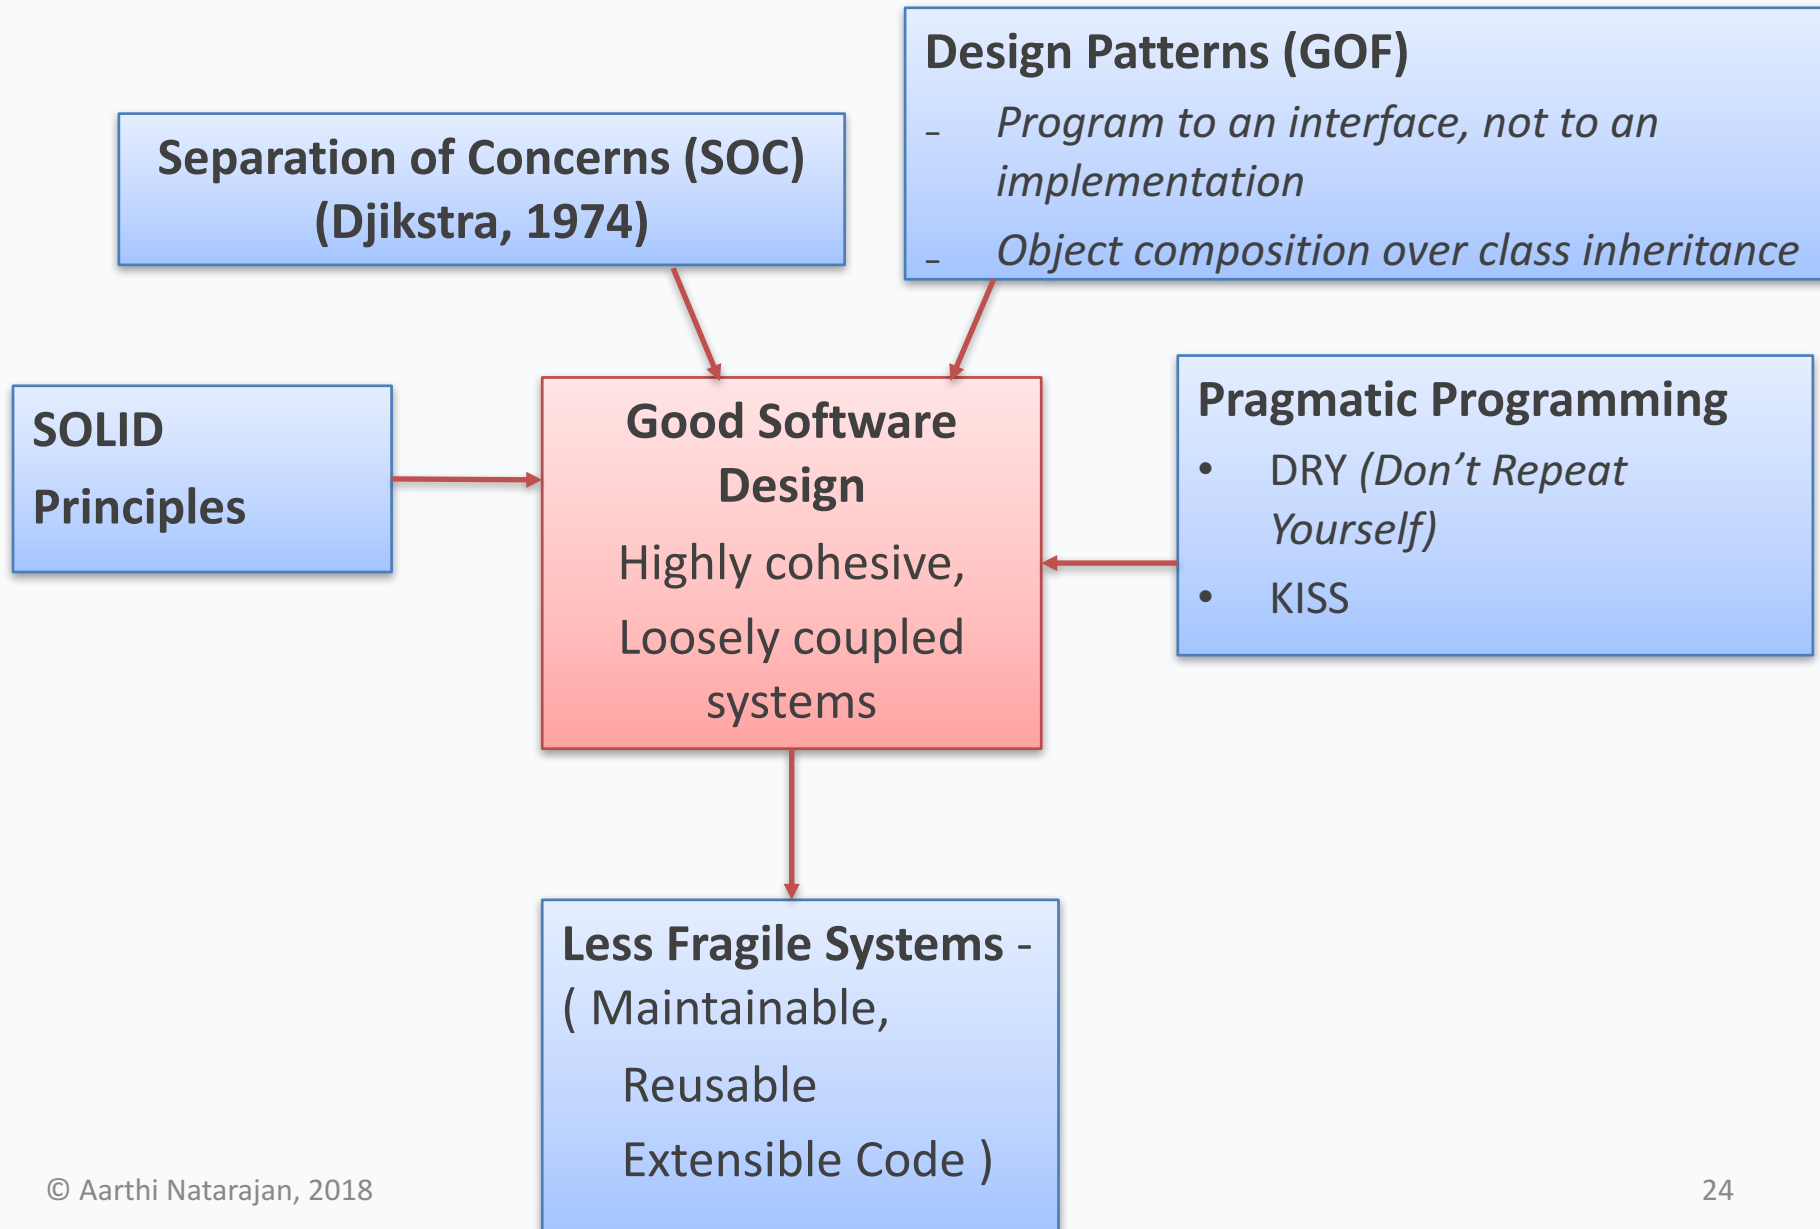 Design Patterns (GOF)
- Program to an interface, not to an
implementation
- Object composition over class inheritance
Separation of Concerns (SOC)
(Djikstra, 1974)
SOLID
Principles
Good Software
Design
Highly cohesive,
Loosely coupled
systems
Pragmatic Programming
• DRY (Don’t Repeat
Yourself)
• KISS
Less Fragile Systems -
( Maintainable,
Reusable
Extensible Code )
© Aarthi Natarajan, 2018
24